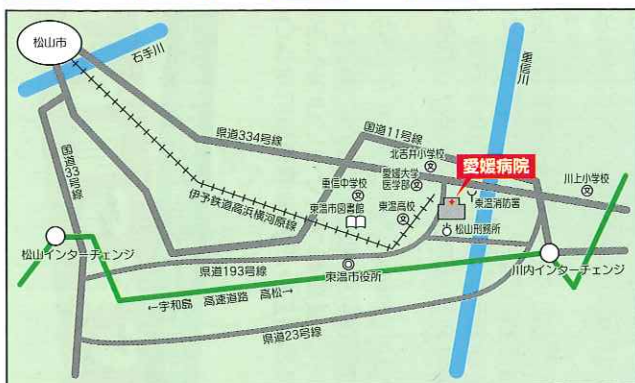 松山市
石手川
重信川
県道334号線
国道11号線
北吉井小学校
愛媛病院
国道33号線
愛媛大学
医学部
川上小学校
重信中学校
東温消防署
伊予鉄道高浜横河原線
東温市図書館
東温高校
松山刑務所
松山インターチェンジ
県道193号線
東温市役所
川内インターチェンジ
←宇和島 高速道路 高松→
県道23号線